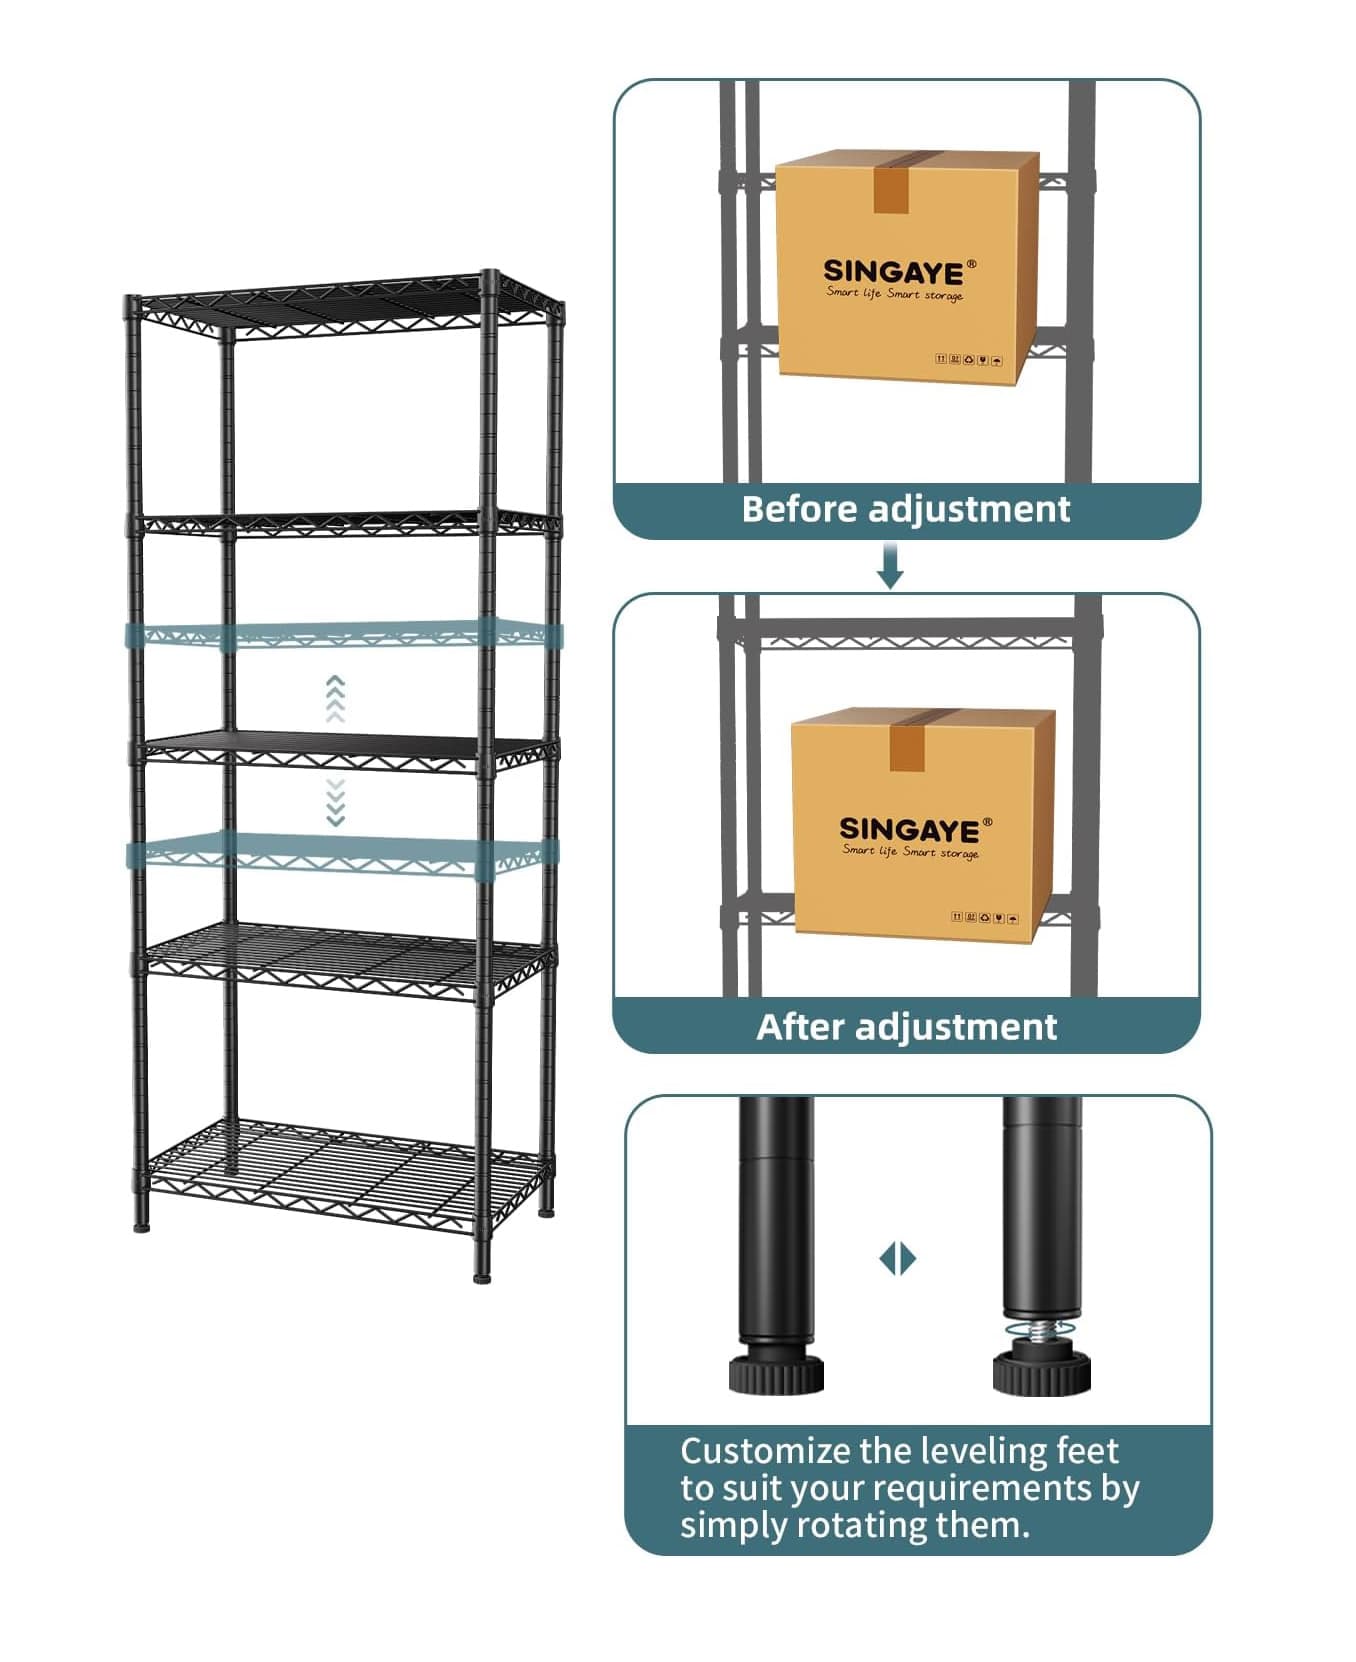 SINGAYE®
Smart life Smart storage
Before adjustment
SINGAYE®
Smart life Smart storage
After adjustment
Customize the leveling feet
to suit your requirements by
simply rotating them.